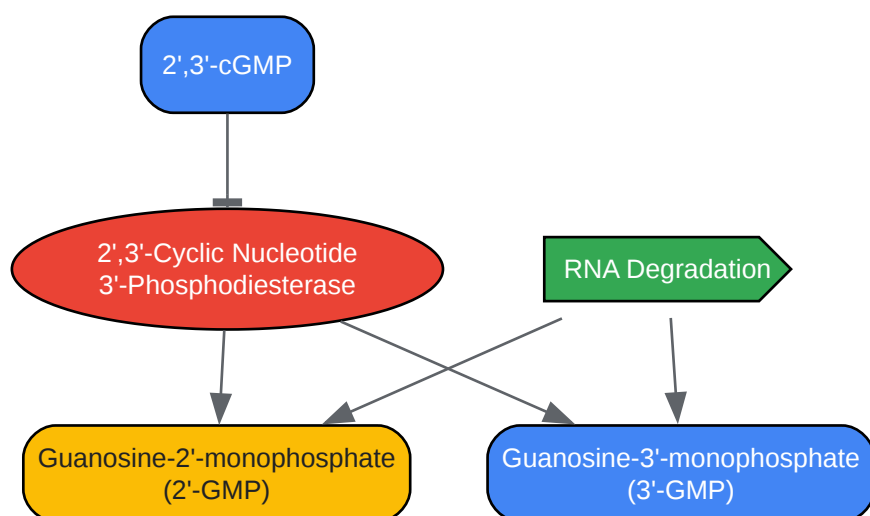 2',3'-cGMP
2',3'-Cyclic Nucleotide
3'-Phosphodiesterase
RNA Degradation
Guanosine-2'-monophosphate
(2'-GMP)
Guanosine-3'-monophosphate
(3'-GMP)